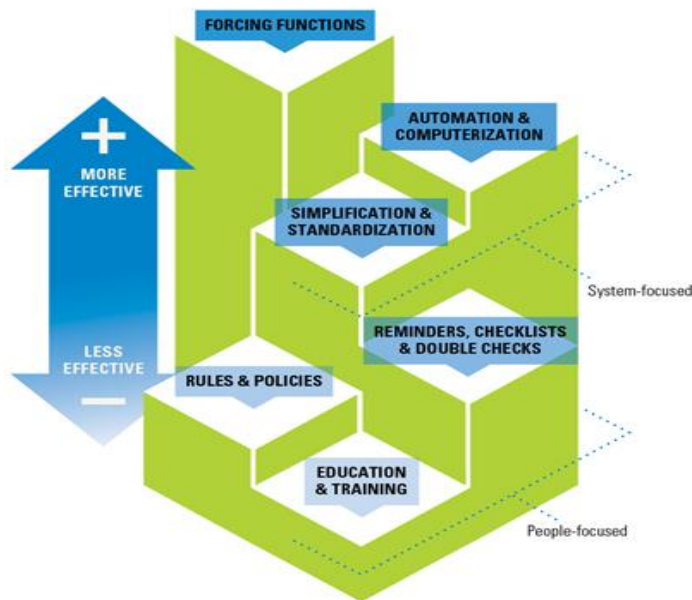 FORCING FUNCTIONS
AUTOMATION &
COMPUTERIZATION
+
MORE
EFFECTIVE
SIMPLIFICATION &
STANDARDIZATION
System-focused
REMINDERS, CHECKLISTS
& DOUBLE CHECKS
LESS
EFFECTIVE
–
RULES & POLICIES
EDUCATION
& TRAINING
People-focused